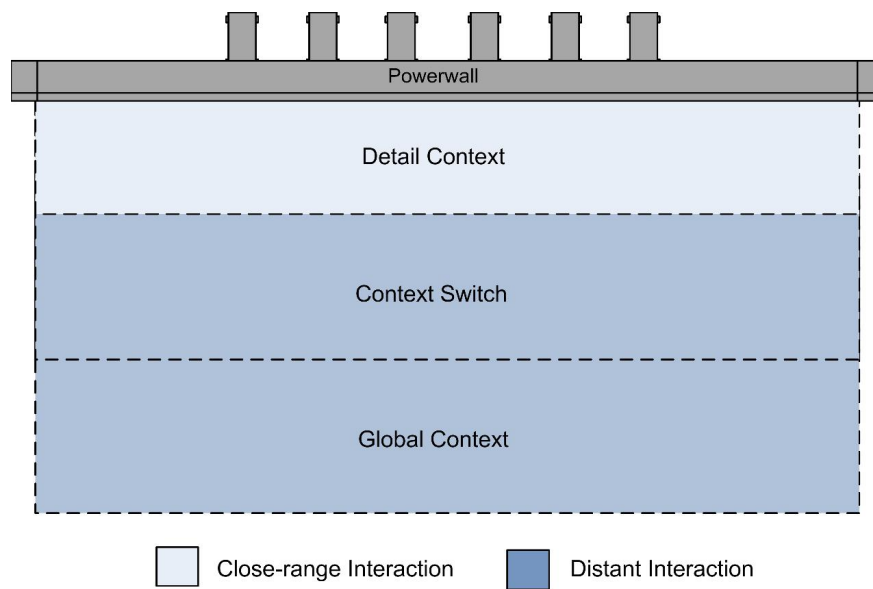 Powerwall
Detail Context
Context Switch
Global Context
Close-range Interaction
Distant Interaction